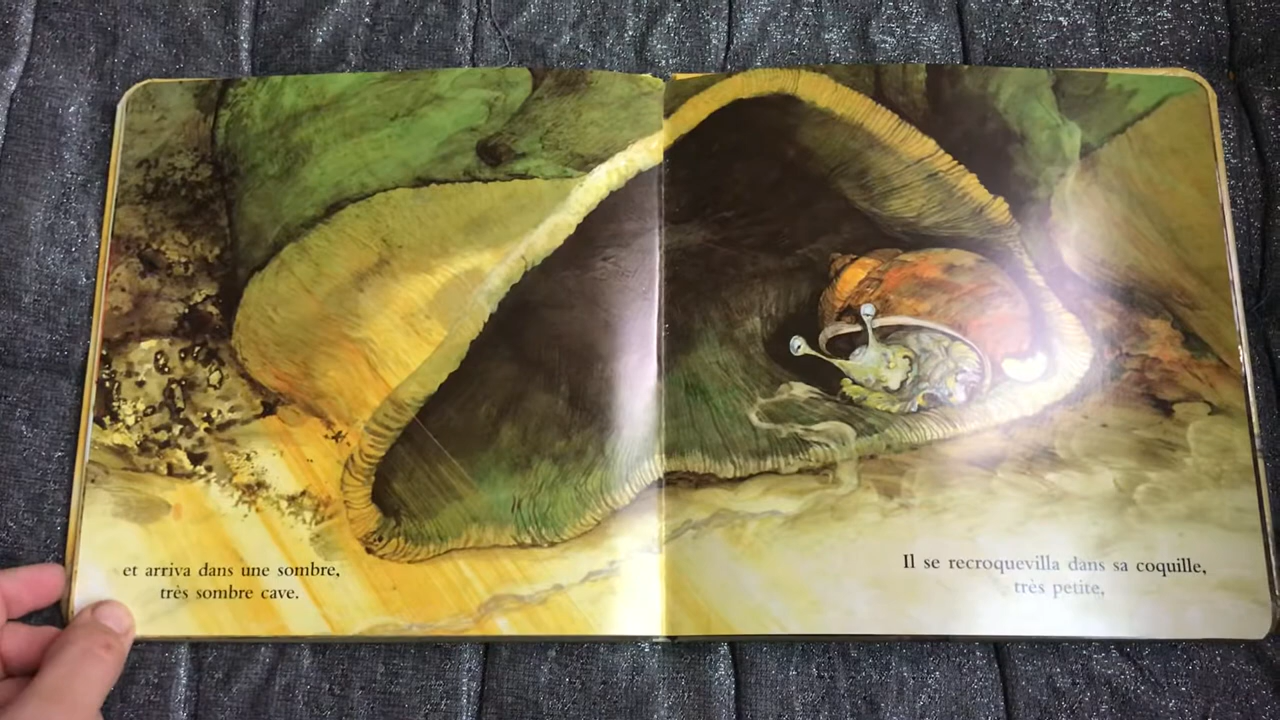 et arriva dans une sombre,
très sombre cave.
Il se recroquevilla dans sa coquille,
très petite,